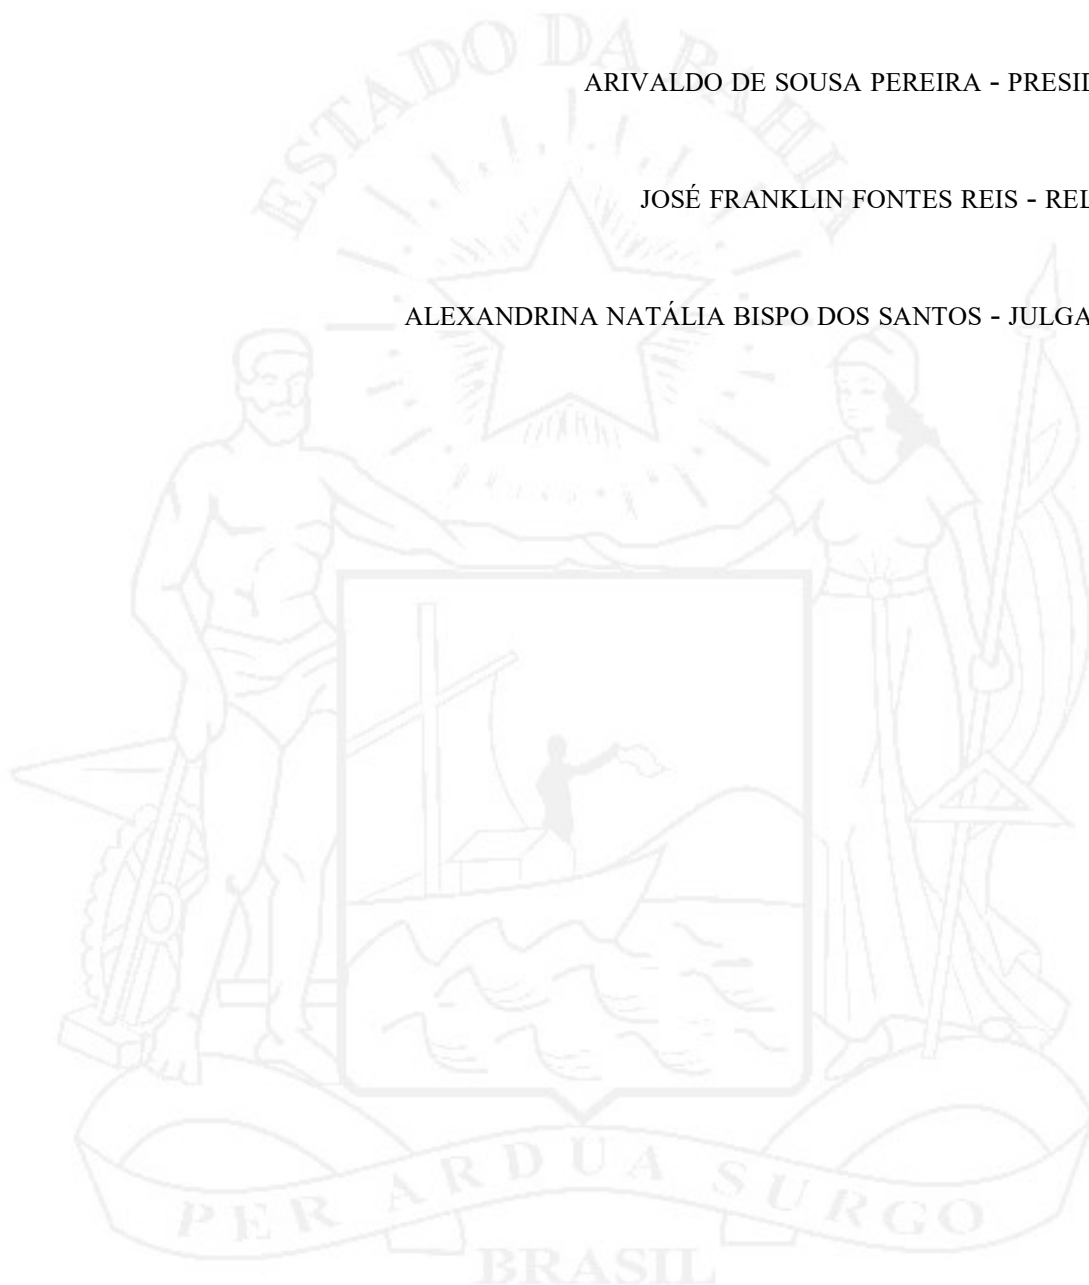 ESTADO DA BAHIA
ARIVALDO DE SOUSA PEREIRA - PRESI
JOSÉ FRANKLIN FONTES REIS - REL
ALEXANDRINA NATÁLIA BISPO DOS SANTOS - JULGA
PER ARDUA SURGO
BRASIL